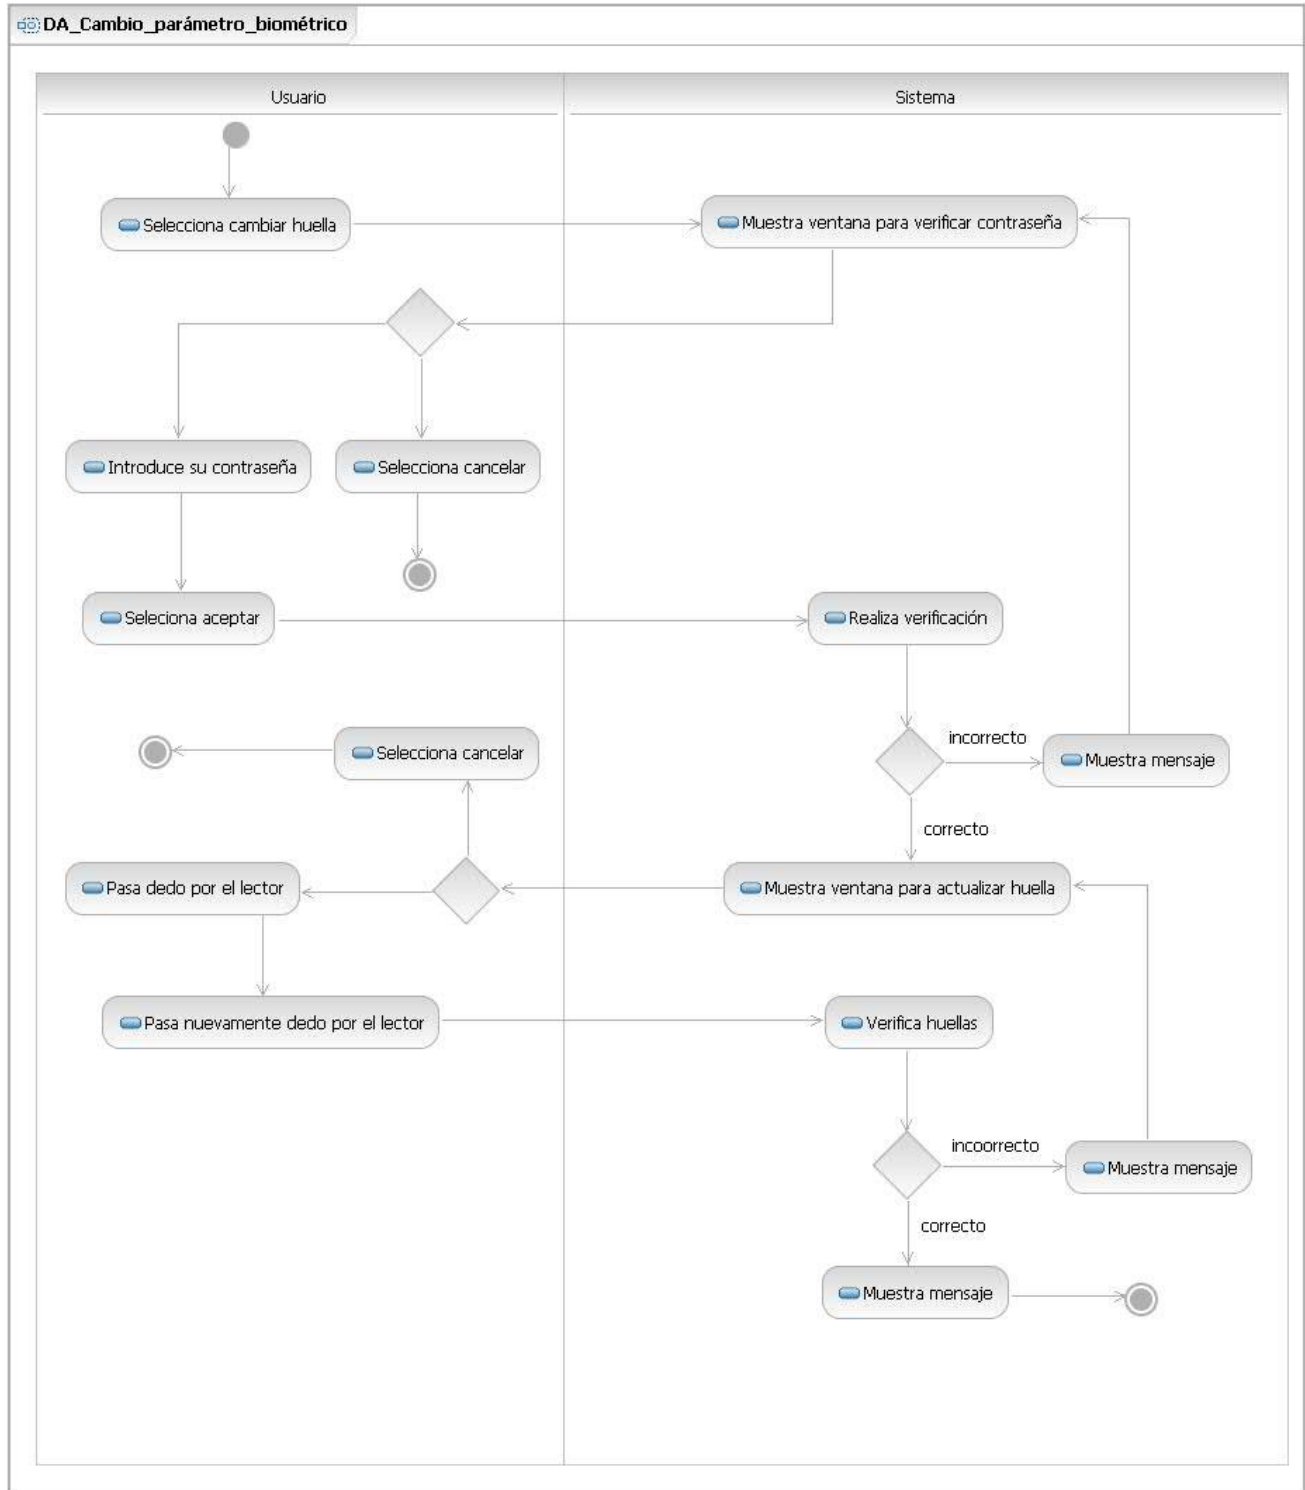 DA_Cambio_parámetro_biométrico
Usuario
Sistema
Selecciona cambiar huella
Muestra ventana para verificar contraseña
Introduce su contraseña
Selecciona cancelar
Seleciona aceptar
Realiza verificación
incorrecto
Selecciona cancelar
Muestra mensaje
correcto
Pasa dedo por el lector
Muestra ventana para actualizar huella
Pasa nuevamente dedo por el lector
Verifica huellas
incoorrecto
Muestra mensaje
correcto
Muestra mensaje